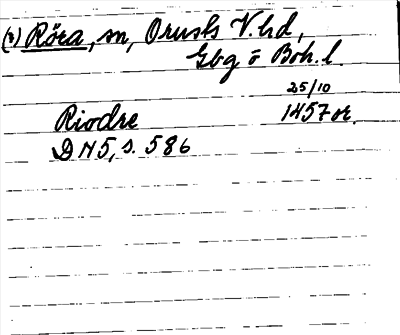 (v) Röra, sn, Orusts V. hd,
Gbg o Boh. l.
25/10
Riodre 1457 or.
DN 5, s. 586